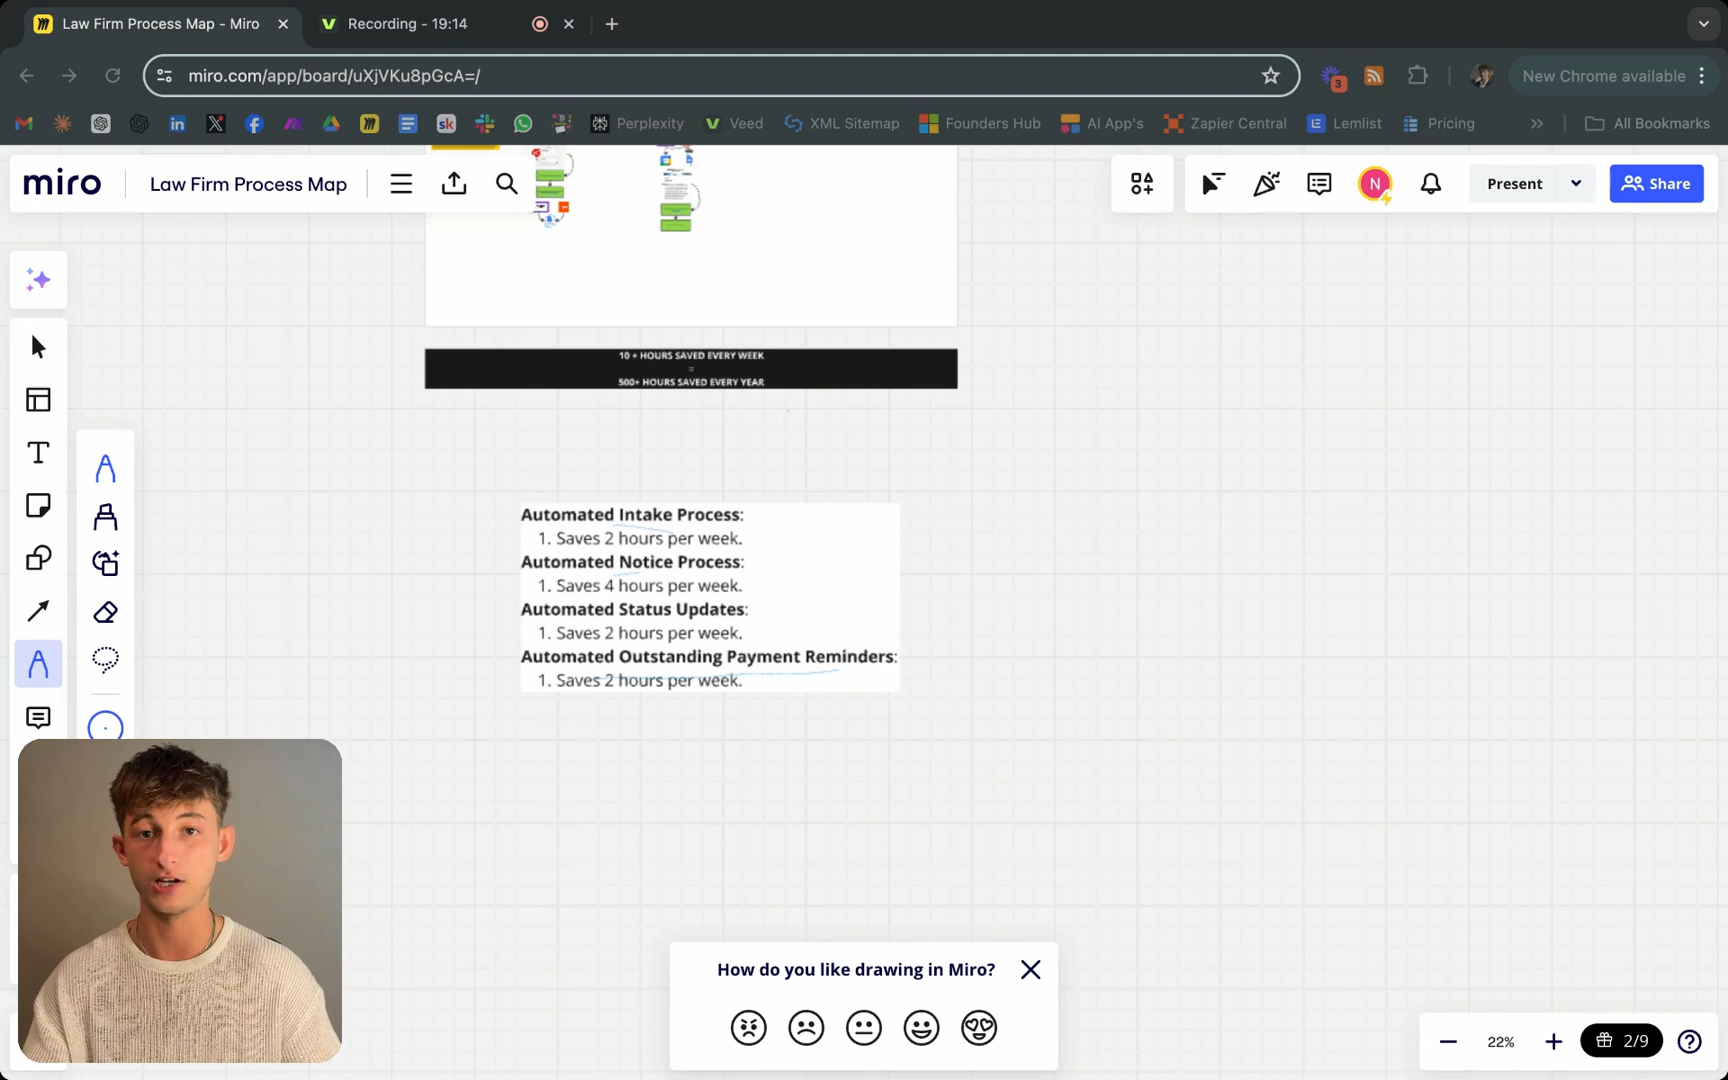 Law Firm Process Map - Miro
Recording - 19:14
miro.com/app/board/uXjVKu8pGcA=/
3
New Chrome available
sk
Perplexity
Veed
XML Sitemap
Founders Hub
AI App's
Zapier Central
Lemlist
Pricing
All Bookmarks
miro
Law Firm Process Map
N
Present
Share
10 + HOURS SAVED EVERY WEEK
=
500+ HOURS SAVED EVERY YEAR
Automated Intake Process:
1. Saves 2 hours per week.
Automated Notice Process:
1. Saves 4 hours per week.
Automated Status Updates:
1. Saves 2 hours per week.
Automated Outstanding Payment Reminders:
1. Saves 2 hours per week.
How do you like drawing in Miro?
22%
2/9